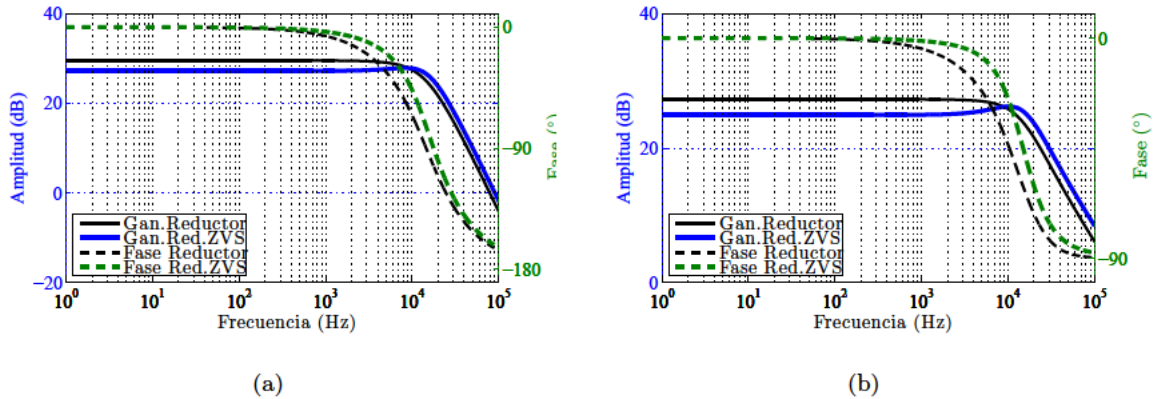 40
20
0
−20
Amplitud (dB)
0
−90
−180
Fase (°)
Gan.Reductor
Gan.Red.ZVS
Fase Reductor
Fase Red.ZVS
10^0 10^1 10^2 10^3 10^4 10^5
Frecuencia (Hz)
(a)
40
20
0
Amplitud (dB)
0
−90
Fase (°)
Gan.Reductor
Gan.Red.ZVS
Fase Reductor
Fase Red.ZVS
10^0 10^1 10^2 10^3 10^4 10^5
Frecuencia (Hz)
(b)